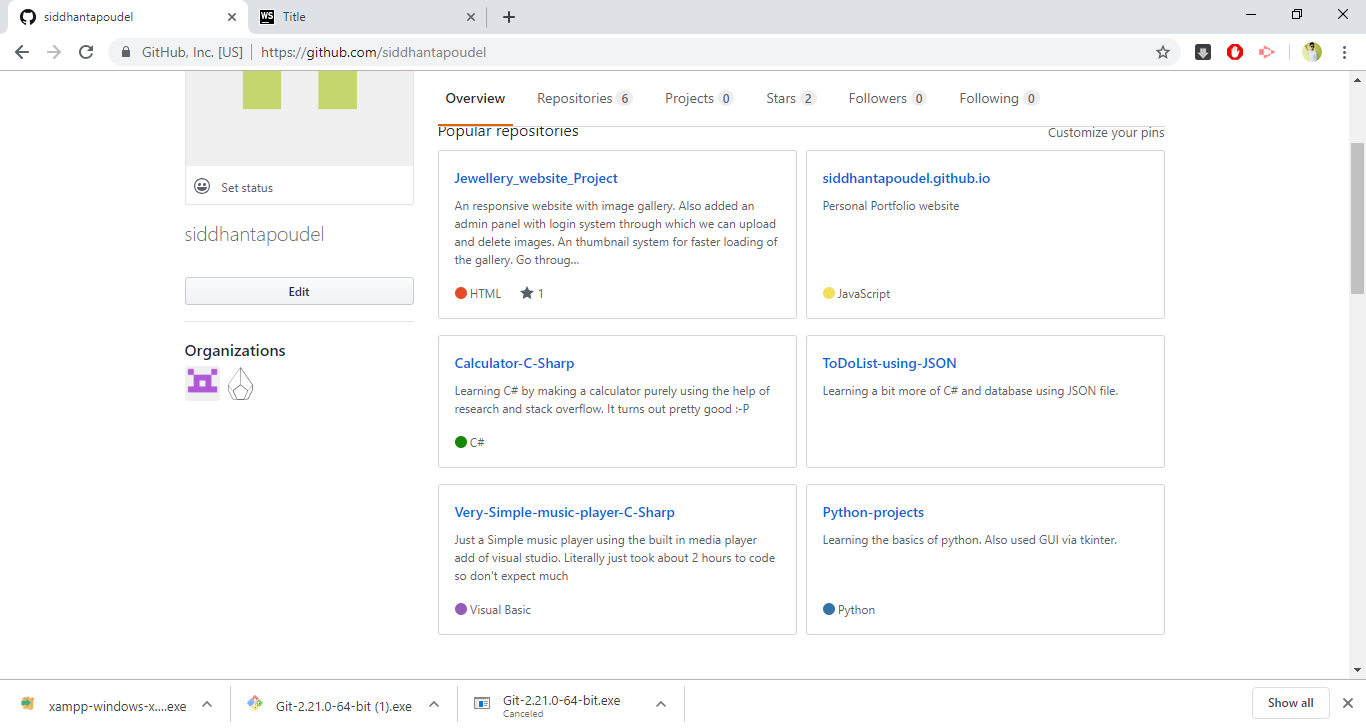 siddhantapoudel
WS Title
GitHub, Inc. [US] https://github.com/siddhantapoudel
Overview Repositories 6 Projects 0 Stars 2 Followers 0 Following 0
Popular repositories Customize your pins
Set status
siddhantapoudel
Edit
Organizations
Jewellery_website_Project
An responsive website with image gallery. Also added an
admin panel with login system through which we can upload
and delete images. An thumbnail system for faster loading of
the gallery. Go throug...
HTML 1
siddhantapoudel.github.io
Personal Portfolio website
JavaScript
Calculator-C-Sharp
Learning C# by making a calculator purely using the help of
research and stack overflow. It turns out pretty good :-P
C#
ToDoList-using-JSON
Learning a bit more of C# and database using JSON file.
Very-Simple-music-player-C-Sharp
Just a Simple music player using the built in media player
add of visual studio. Literally just took about 2 hours to code
so don't expect much
Visual Basic
Python-projects
Learning the basics of python. Also used GUI via tkinter.
Python
xampp-windows-x....exe
Git-2.21.0-64-bit (1).exe
Git-2.21.0-64-bit.exe
Canceled
Show all